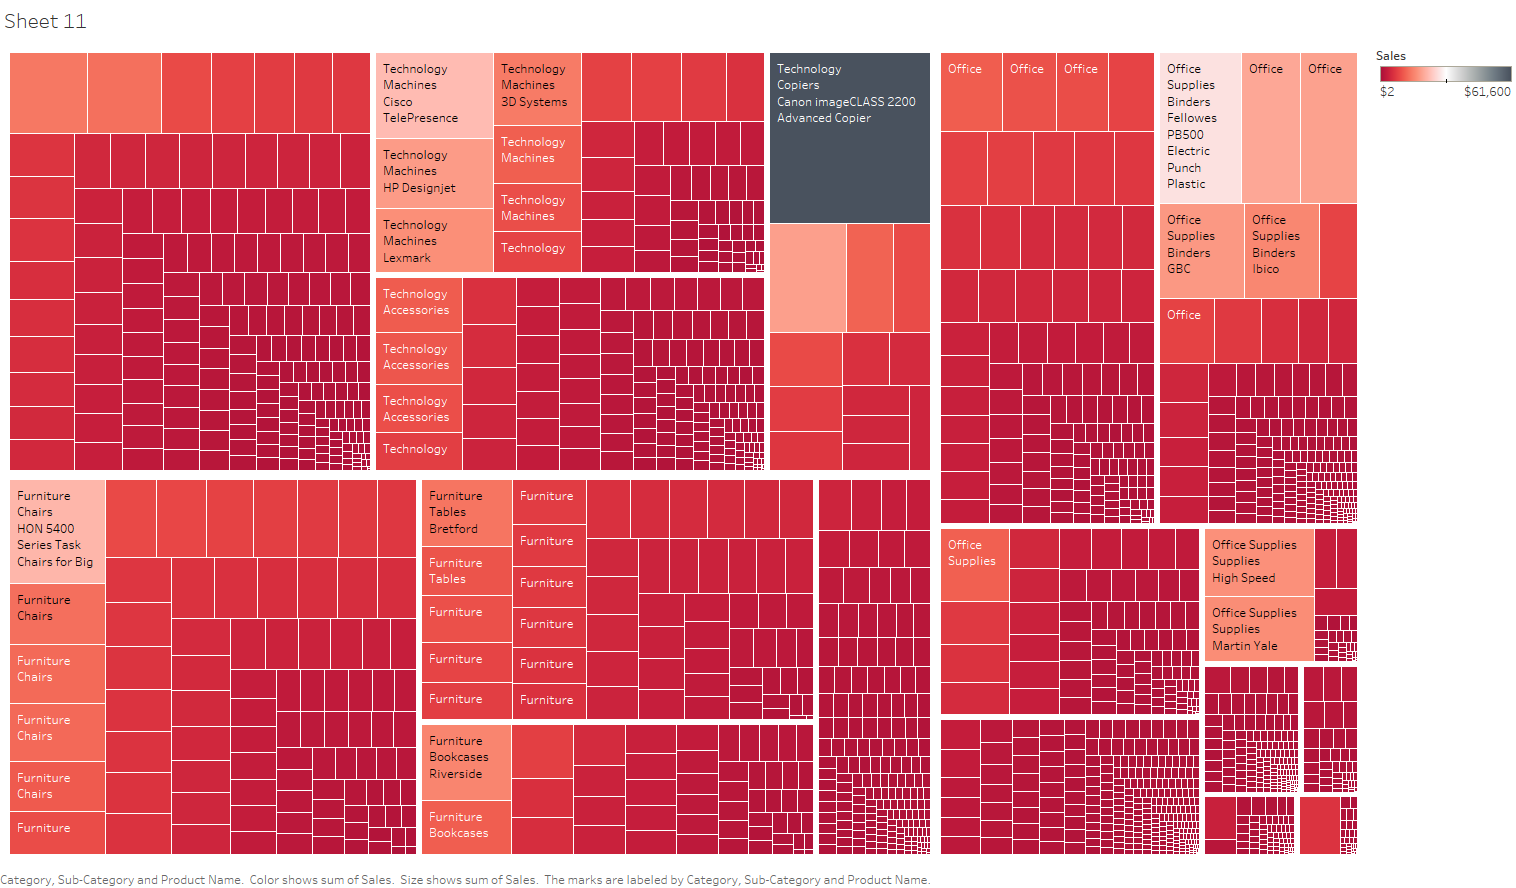 Sheet 11
Technology
Machines
Cisco
TelePresence
Technology
Machines
HP Designjet
Technology
Machines
Lexmark
Technology
Machines
3D Systems
Technology
Machines
Technology
Machines
Technology
Technology
Accessories
Technology
Accessories
Technology
Accessories
Technology
Technology
Copiers
Canon imageCLASS 2200
Advanced Copier
Furniture
Chairs
HON 5400
Series Task
Chairs for Big
Furniture
Chairs
Furniture
Chairs
Furniture
Chairs
Furniture
Chairs
Furniture
Furniture
Tables
Bretford
Furniture
Tables
Furniture
Furniture
Furniture
Furniture
Furniture
Furniture
Furniture
Furniture
Furniture
Furniture
Bookcases
Riverside
Furniture
Bookcases
Office
Office
Office
Office
Supplies
Binders
Fellowes
PB500
Electric
Punch
Plastic
Office
Office
Office
Supplies
Binders
GBC
Office
Supplies
Binders
Ibico
Office
Office
Supplies
Office Supplies
Supplies
High Speed
Office Supplies
Supplies
Martin Yale
Sales
$2
$61,600
Category, Sub-Category and Product Name.  Color shows sum of Sales.  Size shows sum of Sales.  The marks are labeled by Category, Sub-Category and Product Name.